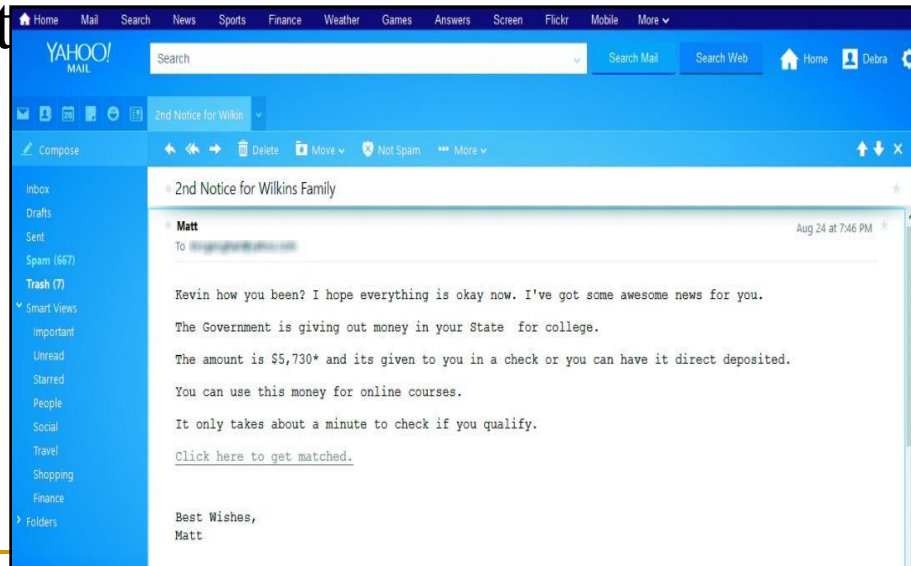 t
Home Mail Search News Sports Finance Weather Games Answers Screen Flickr Mobile More
YAHOO!
MAIL
Search
Search Mail
Search Web
Home
Debra
26
2nd Notice for Wilkin
Compose
Delete
Move
Not Spam
More
Inbox
Drafts
Sent
Spam (667)
Trash (7)
Smart Views
Important
Unread
Starred
People
Social
Travel
Shopping
Finance
Folders
2nd Notice for Wilkins Family
Matt
Aug 24 at 7:46 PM
To
Kevin how you been? I hope everything is okay now. I've got some awesome news for you.
The Government is giving out money in your State for college.
The amount is $5,730* and its given to you in a check or you can have it direct deposited.
You can use this money for online courses.
It only takes about a minute to check if you qualify.
Click here to get matched.
Best Wishes,
Matt